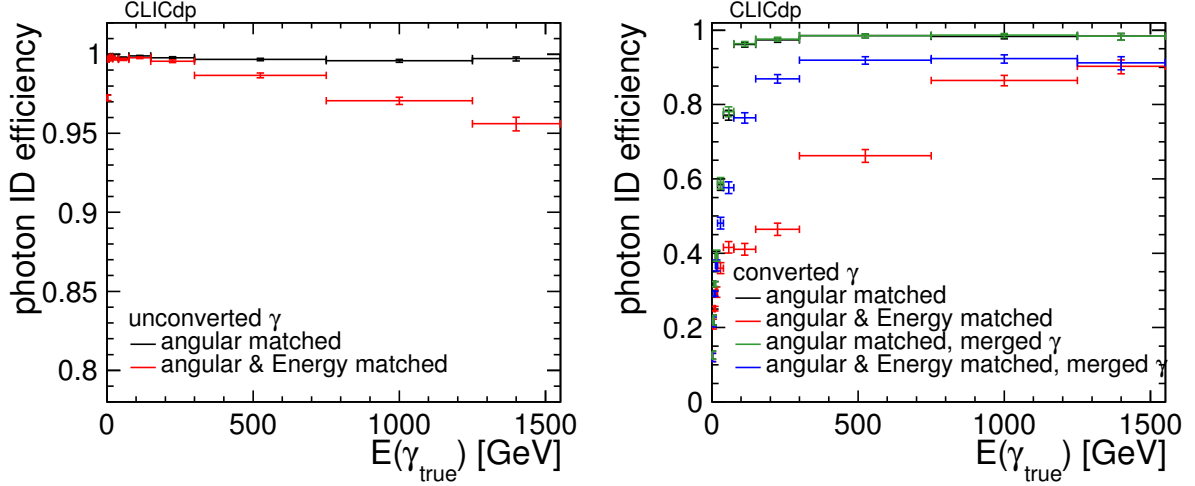 CLICdp
photon ID efficiency
1
0.95
0.9
0.85
0.8
unconverted γ
angular matched
angular & Energy matched
0 500 1000 1500
E(γtrue) [GeV]
CLICdp
photon ID efficiency
1
0.8
0.6
0.4
0.2
0
converted γ
angular matched
angular & Energy matched
angular matched, merged γ
angular & Energy matched, merged γ
0 500 1000 1500
E(γtrue) [GeV]